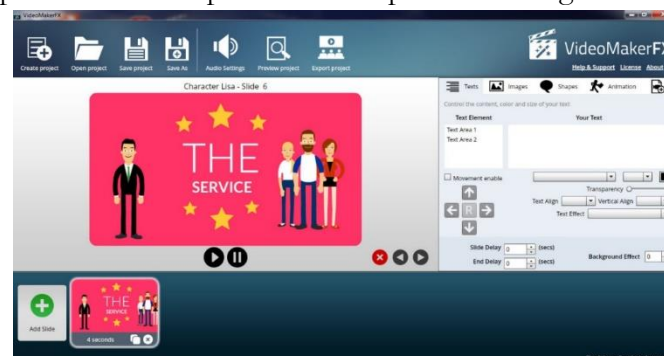 VideoMakerFX
Create project
Open project
Save project
Save As
Audio Settings
Preview project
Export project
VideoMakerFX
Help & Support License About
Character Lisa - Slide 6
THE
SERVICE
Texts
Images
Shapes
Animation
Control the content, color and size of your text
Text Element
Your Text
Text Area 1
Text Area 2
Movement enable
Transparency
R
Text Align
Vertical Align
Text Effect
Slide Delay 0 (secs)
Background Effect 0
End Delay 0 (secs)
Add Slide
THE
SERVICE
4 seconds